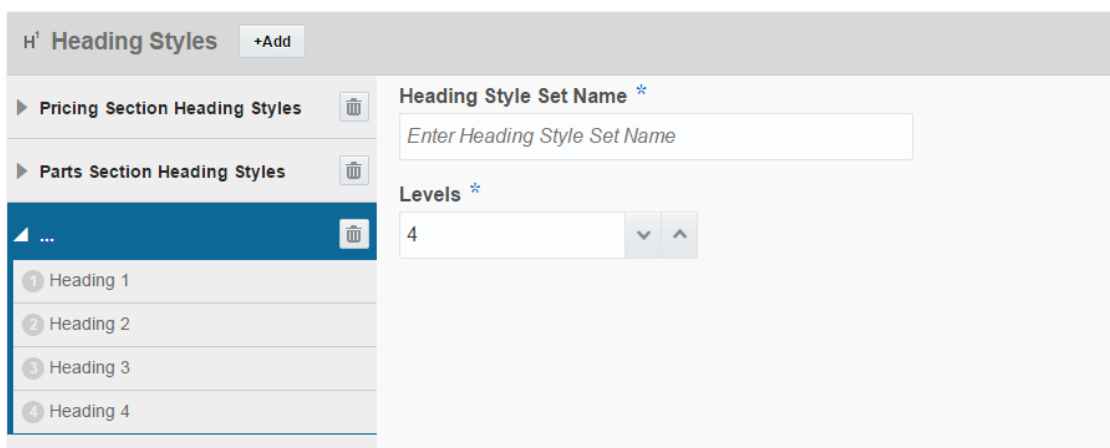 H¹ Heading Styles +Add
Pricing Section Heading Styles
Parts Section Heading Styles
...
1 Heading 1
2 Heading 2
3 Heading 3
4 Heading 4
Heading Style Set Name *
Enter Heading Style Set Name
Levels *
4